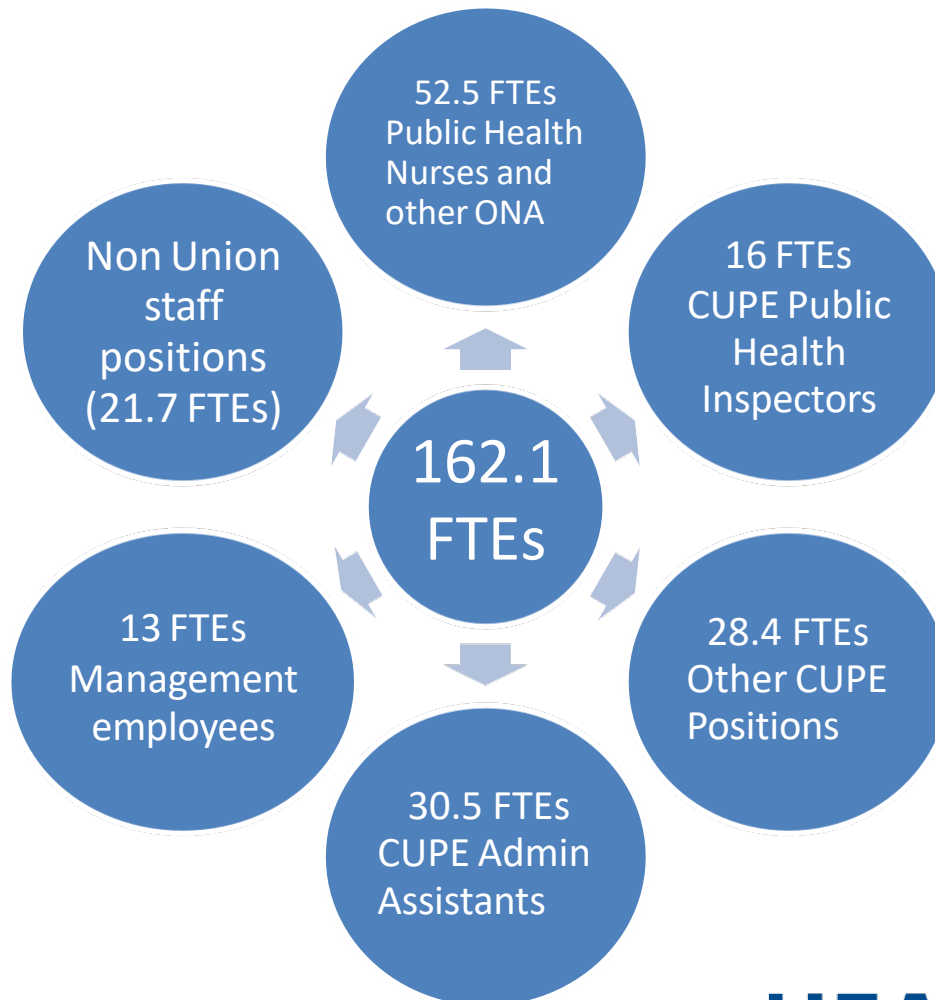 52.5 FTEs
Public Health
Nurses and
other ONA
Non Union
staff
positions
(21.7 FTEs)
16 FTEs
CUPE Public
Health
Inspectors
162.1
FTEs
13 FTEs
Management
employees
28.4 FTEs
Other CUPE
Positions
30.5 FTEs
CUPE Admin
Assistants